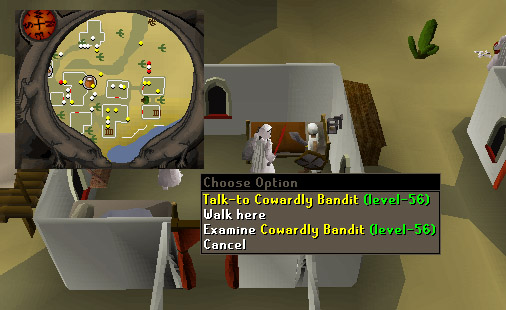 Choose Option
Talk-to Cowardly Bandit (level-56)
Walk here
Examine Cowardly Bandit (level-56)
Cancel